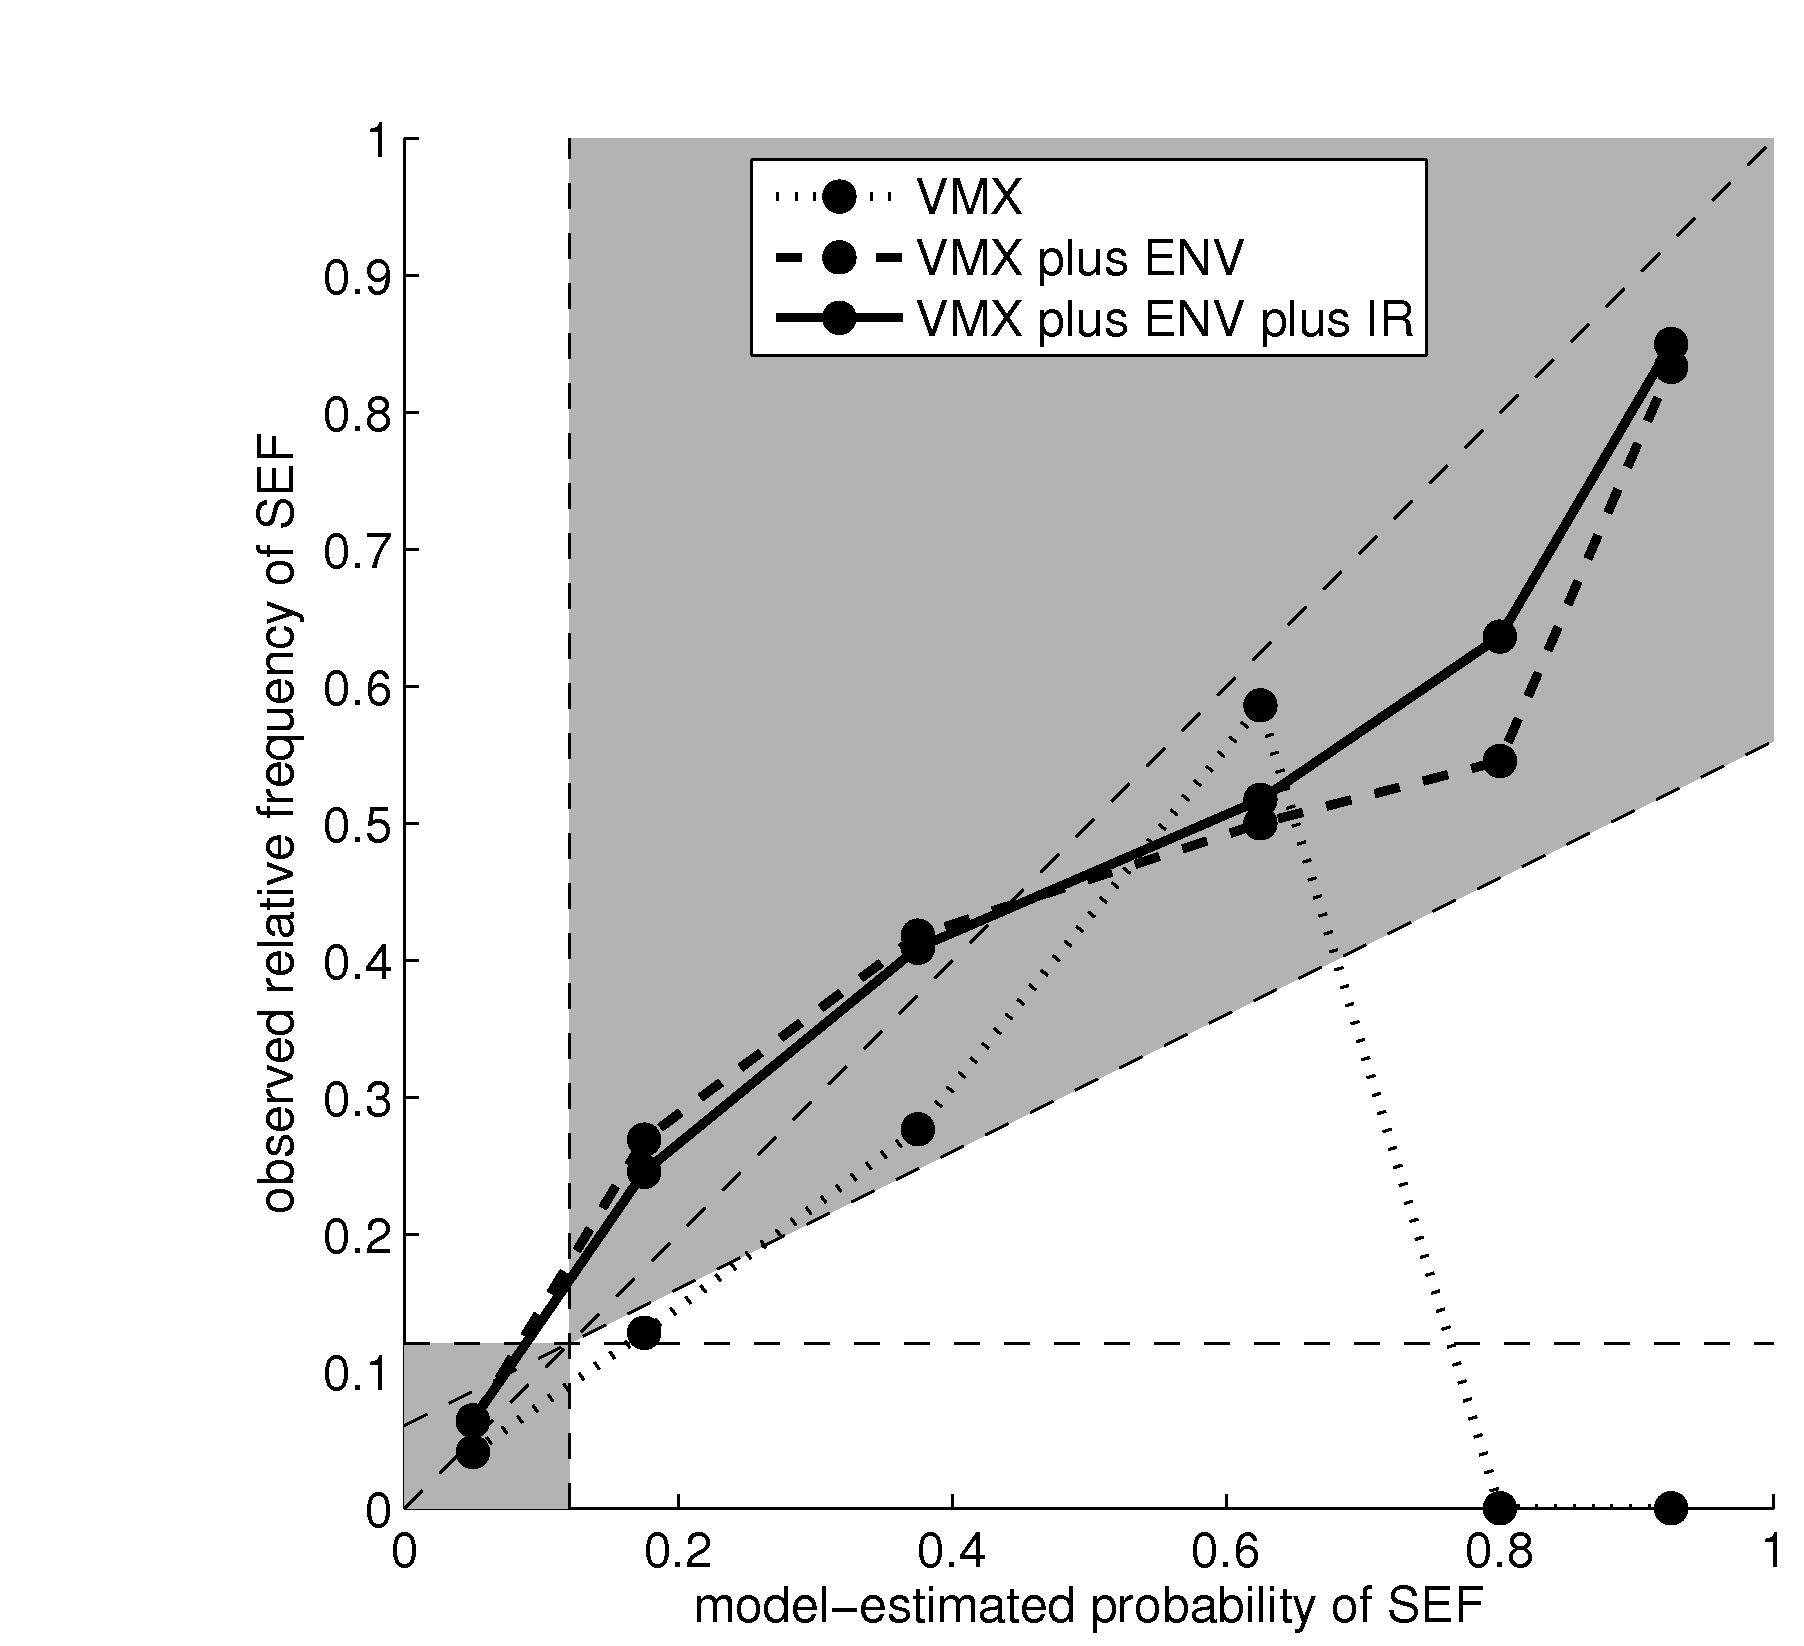 1
0.9
0.8
0.7
0.6
0.5
0.4
0.3
0.2
0.1
0
observed relative frequency of SEF
VMX
VMX plus ENV
VMX plus ENV plus IR
0 0.2 0.4 0.6 0.8 1
model−estimated probability of SEF